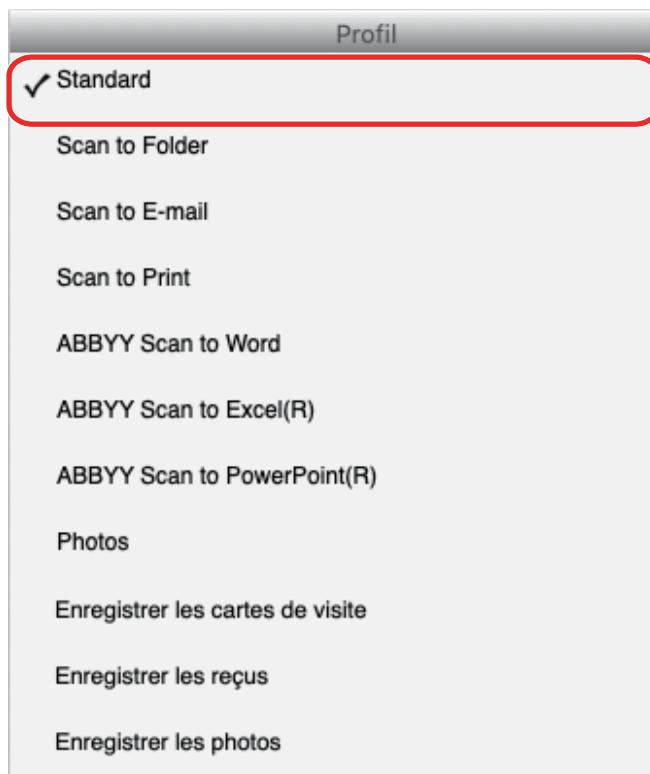 Profil
Standard
Scan to Folder
Scan to E-mail
Scan to Print
ABBYY Scan to Word
ABBYY Scan to Excel(R)
ABBYY Scan to PowerPoint(R)
Photos
Enregistrer les cartes de visite
Enregistrer les reçus
Enregistrer les photos